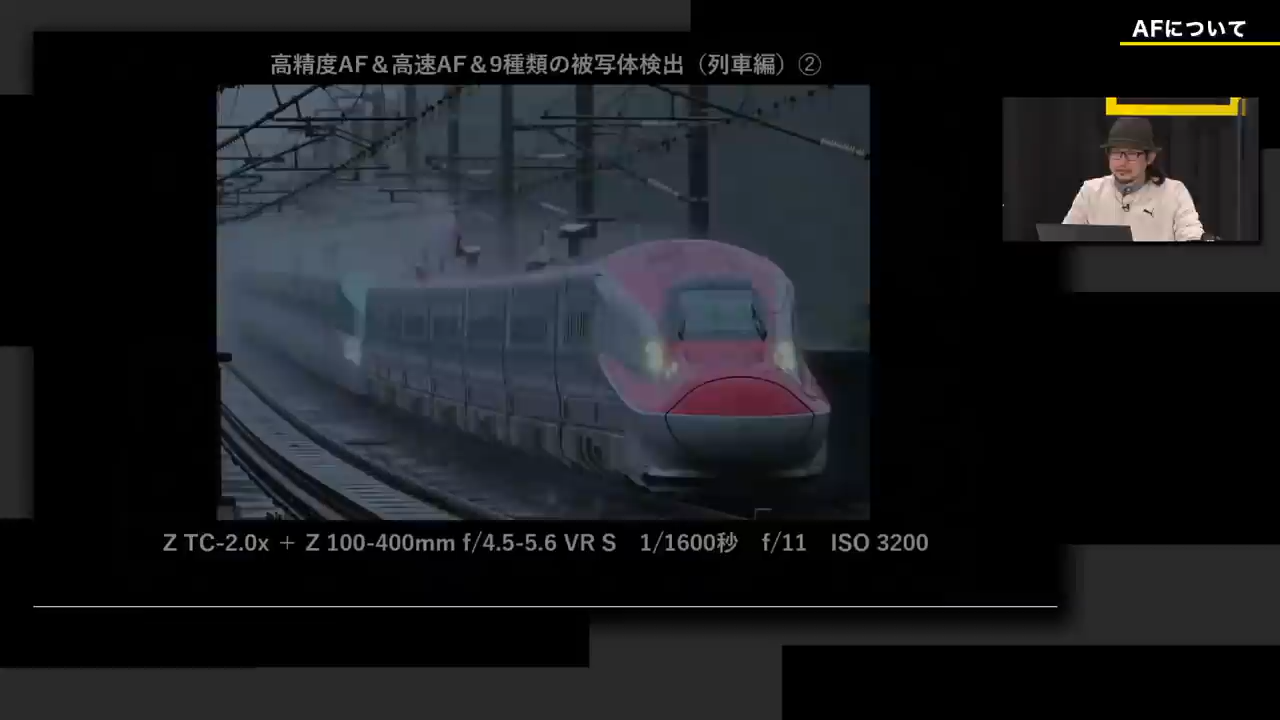 AFについて
高精度AF＆高速AF＆9種類の被写体検出（列車編）②
Z TC-2.0x ＋ Z 100-400mm f/4.5-5.6 VR S　1/1600秒　f/11　ISO 3200